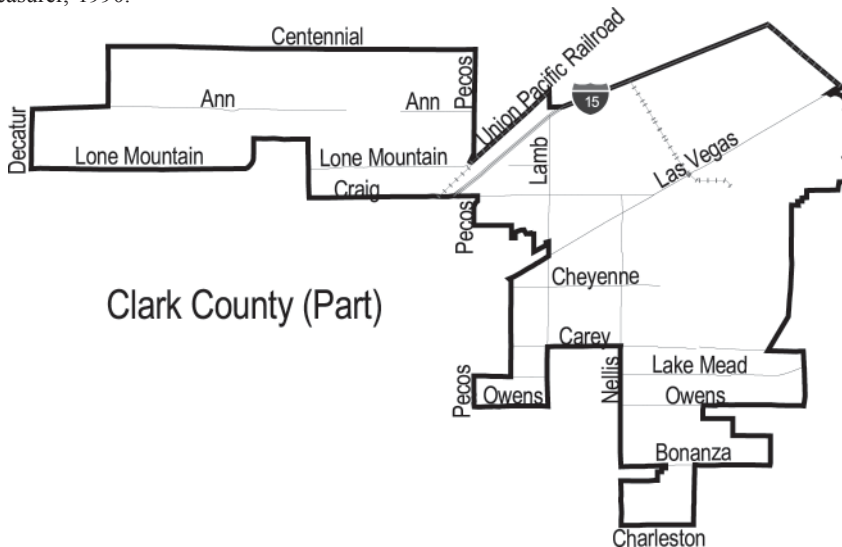 Centennial
Union Pacific Railroad
Pecos
Ann
Ann
15
Decatur
Lone Mountain
Lone Mountain
Lamb
Las Vegas
Craig
Pecos
Cheyenne
Clark County (Part)
Carey
Lake Mead
Nellis
Pecos
Owens
Owens
Bonanza
Charleston